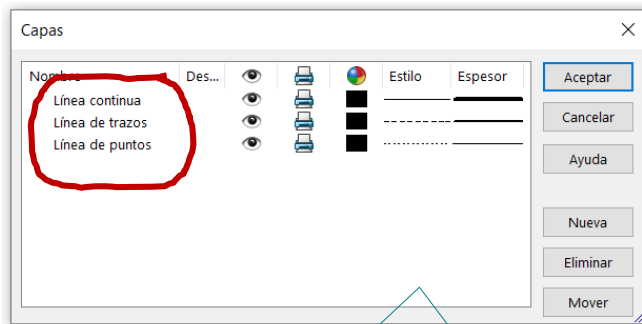 Capas
Nombre Des... Estilo Espesor
Línea continua
Línea de trazos
Línea de puntos
Aceptar
Cancelar
Ayuda
Nueva
Eliminar
Mover